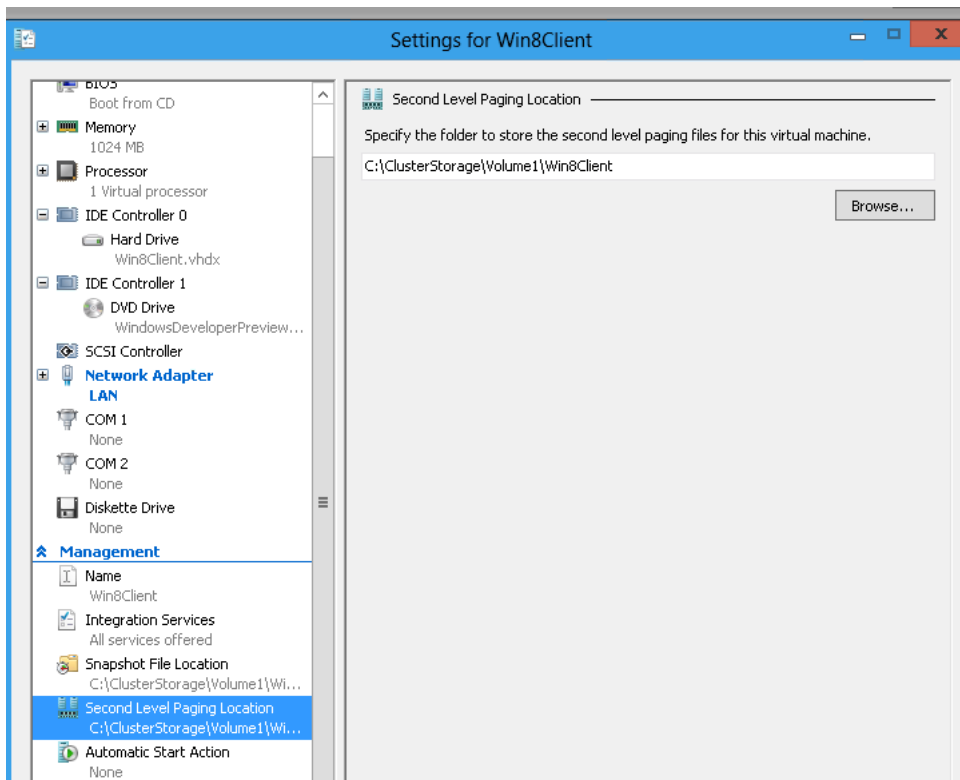 Settings for Win8Client
BIOS
Boot from CD
Memory
1024 MB
Processor
1 Virtual processor
IDE Controller 0
Hard Drive
Win8Client.vhdx
IDE Controller 1
DVD Drive
WindowsDeveloperPreview...
SCSI Controller
Network Adapter
LAN
COM 1
None
COM 2
None
Diskette Drive
None
Management
Name
Win8Client
Integration Services
All services offered
Snapshot File Location
C:\ClusterStorage\Volume1\Wi...
Second Level Paging Location
C:\ClusterStorage\Volume1\Wi...
Automatic Start Action
None
Second Level Paging Location
Specify the folder to store the second level paging files for this virtual machine.
C:\ClusterStorage\Volume1\Win8Client
Browse...